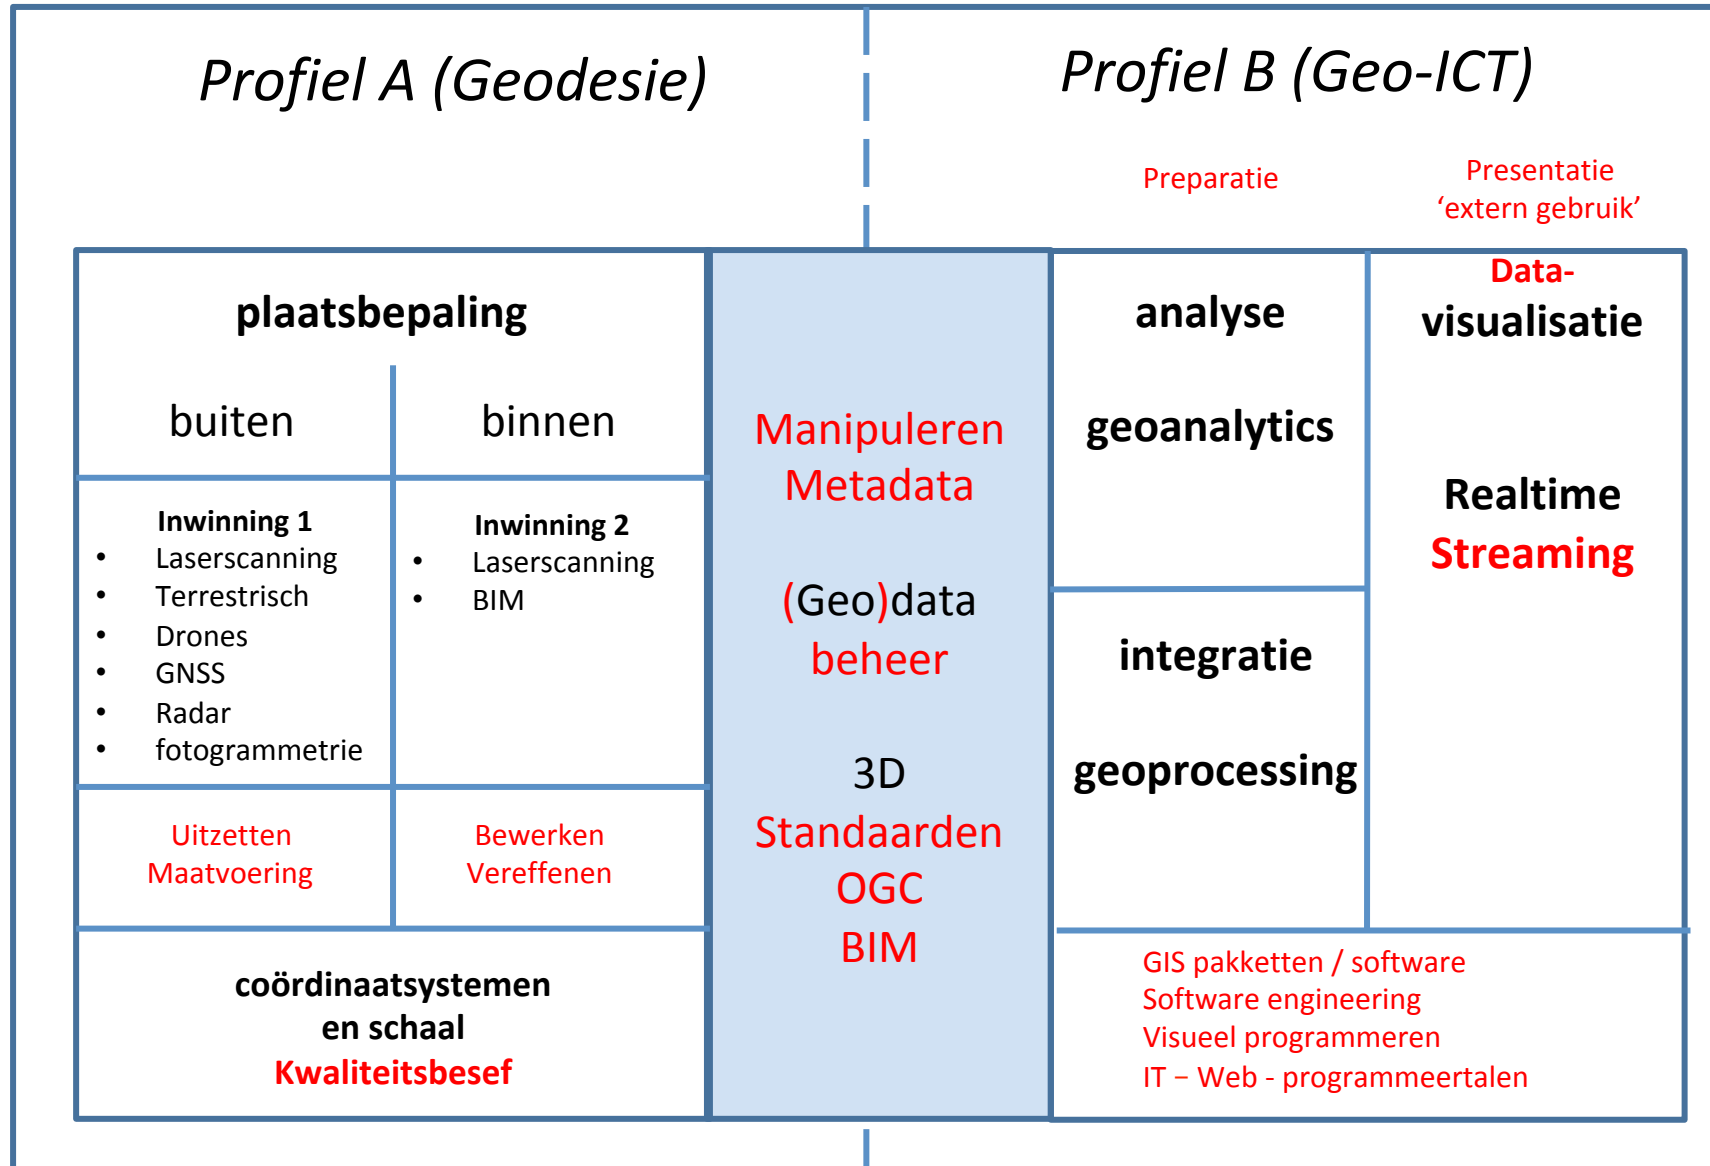 Profiel A (Geodesie)
Profiel B (Geo-ICT)
Preparatie
Presentatie
‘extern gebruik’
plaatsbepaling
buiten
binnen
Inwinning 1
• Laserscanning
• Terrestrisch
• Drones
• GNSS
• Radar
• fotogrammetrie
Inwinning 2
• Laserscanning
• BIM
Uitzetten
Maatvoering
Bewerken
Vereffenen
coördinaatsystemen
en schaal
Kwaliteitsbesef
Manipuleren
Metadata
(Geo)data
beheer
3D
Standaarden
OGC
BIM
analyse
geoanalytics
integratie
geoprocessing
Data-
visualisatie
Realtime
Streaming
GIS pakketten / software
Software engineering
Visueel programmeren
IT – Web - programmeertalen